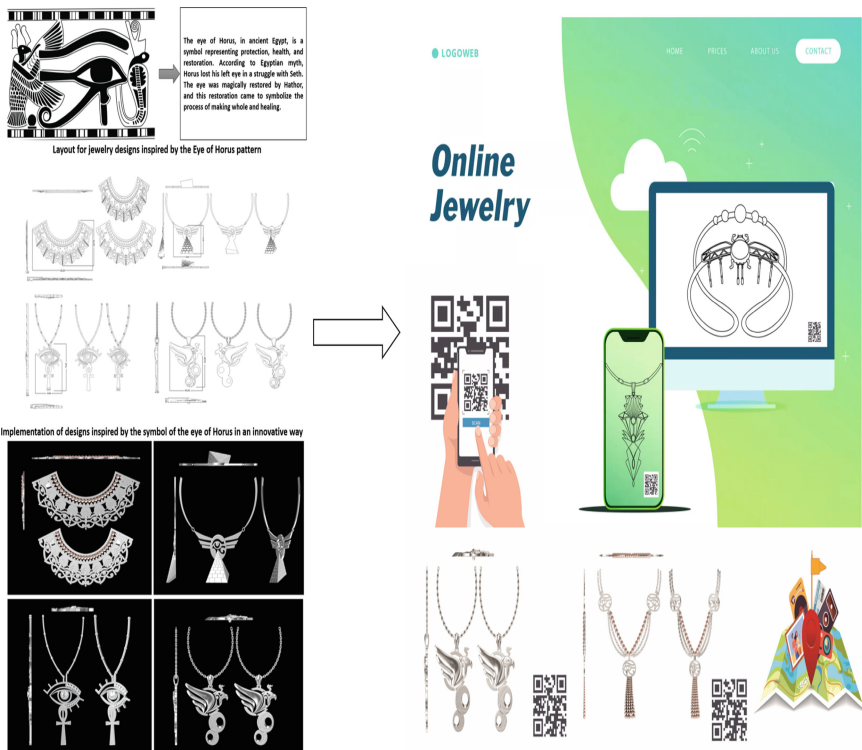 The eye of Horus, in ancient Egypt, is a
symbol representing protection, health, and
restoration. According to Egyptian myth,
Horus lost his left eye in a struggle with Seth.
The eye was magically restored by Hathor,
and this restoration came to symbolize the
process of making whole and healing.
Layout for jewelry designs inspired by the Eye of Horus pattern
Implementation of designs inspired by the symbol of the eye of Horus in an innovative way
LOGOWEB
HOME
PRICES
ABOUT US
CONTACT
Online
Jewelry